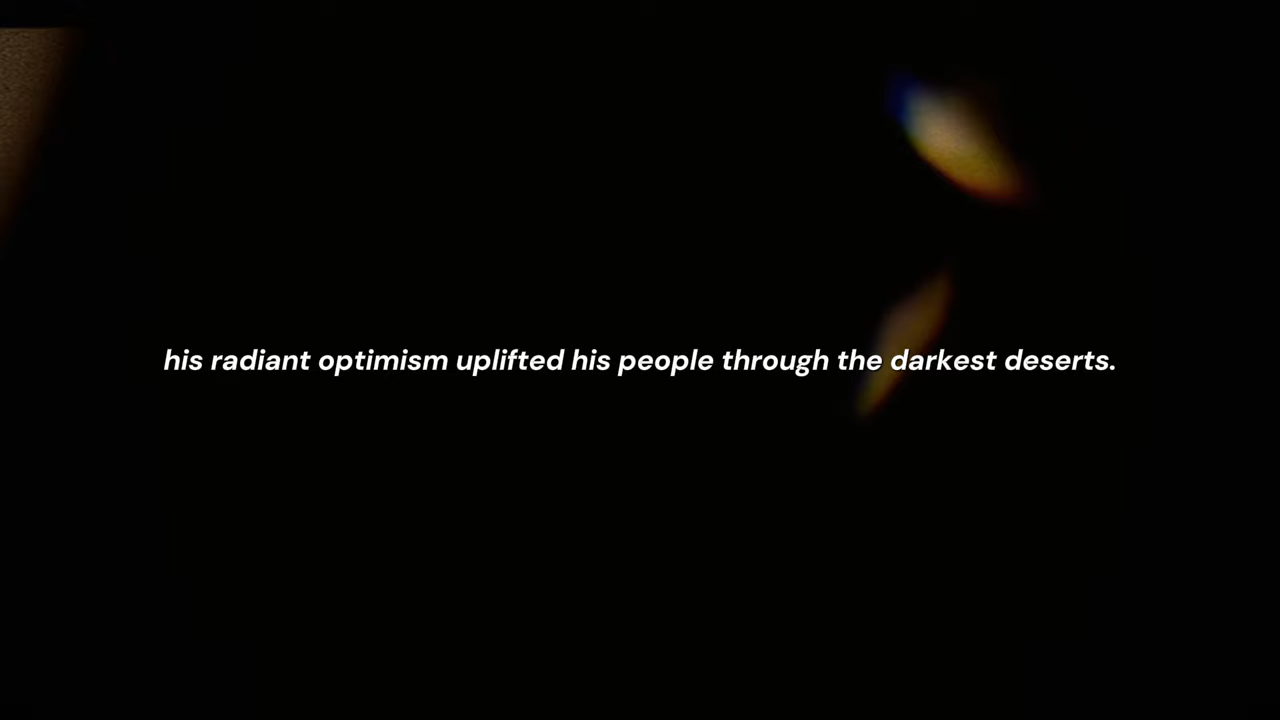 his radiant optimism uplifted his people through the darkest deserts.